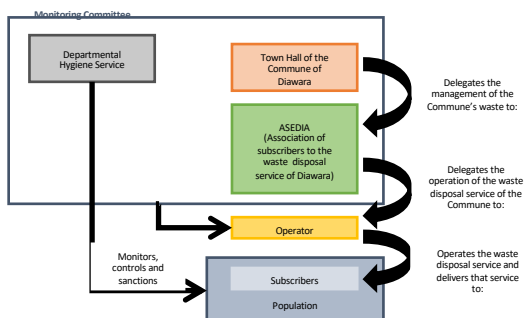 Monitoring Committee
Departmental
Hygiene Service
Town Hall of the
Commune of
Diawara
Delegates the
management of the
Commune's waste to:
ASEDIA
(Association of
subscribers to the
waste disposal
service of Diawara)
Delegates the
operation of the waste
disposal service of the
Commune to:
Operator
Monitors,
controls and
sanctions
Operates the waste
disposal service and
delivers that service
to:
Subscribers
Population